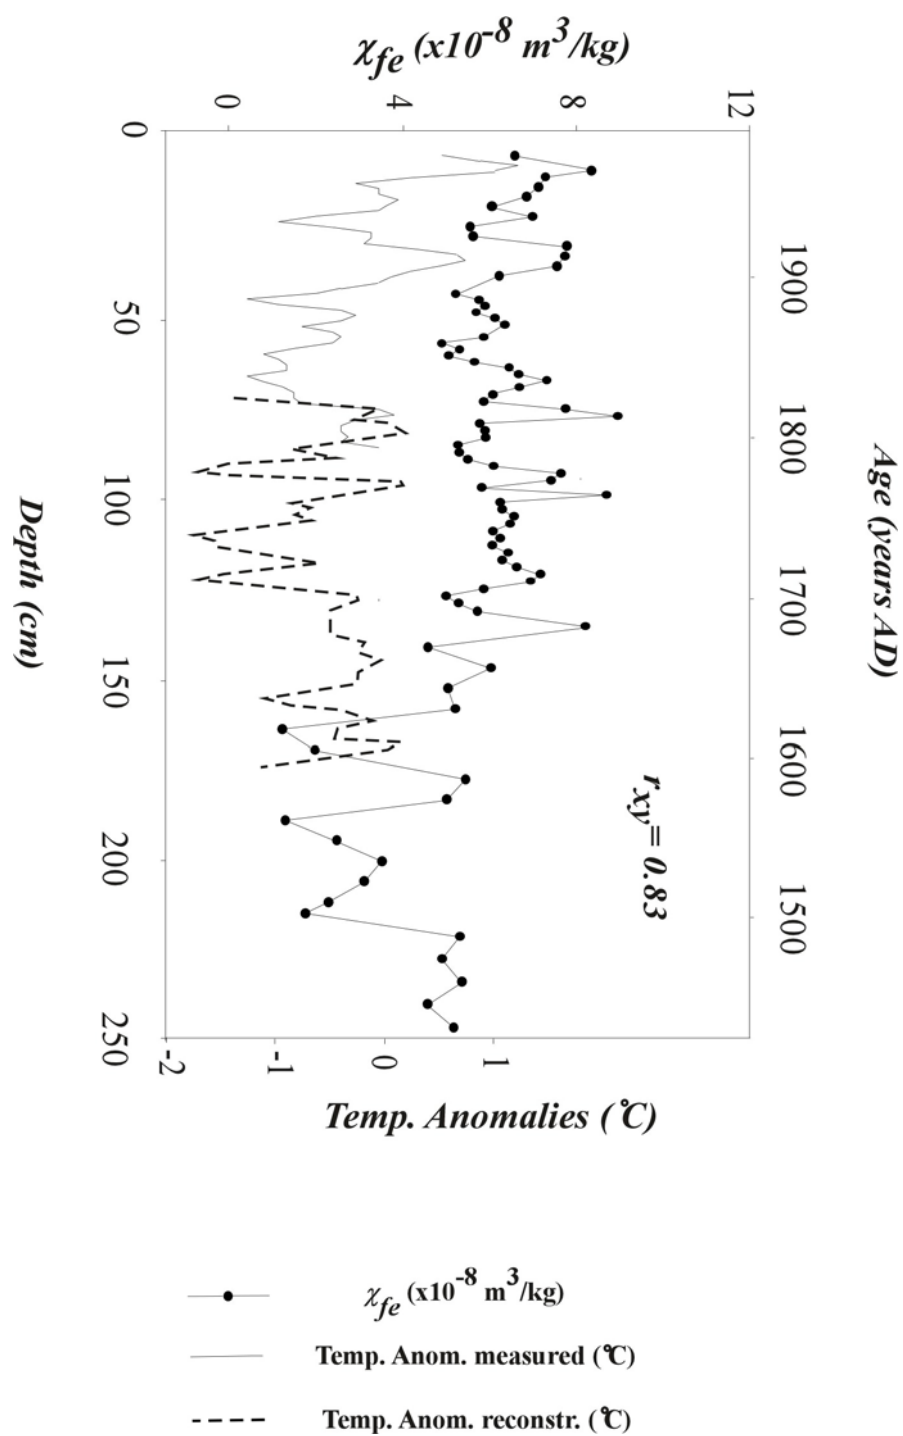 χfe (x10-8 m3/kg)
0
4
8
12
0
50
100
150
200
250
Depth (cm)
1900
1800
1700
1600
1500
Age (years AD)
rxy= 0.83
-2
-1
0
1
Temp. Anomalies (℃)
χfe (x10-8 m3/kg)
Temp. Anom. measured (℃)
Temp. Anom. reconstr. (℃)